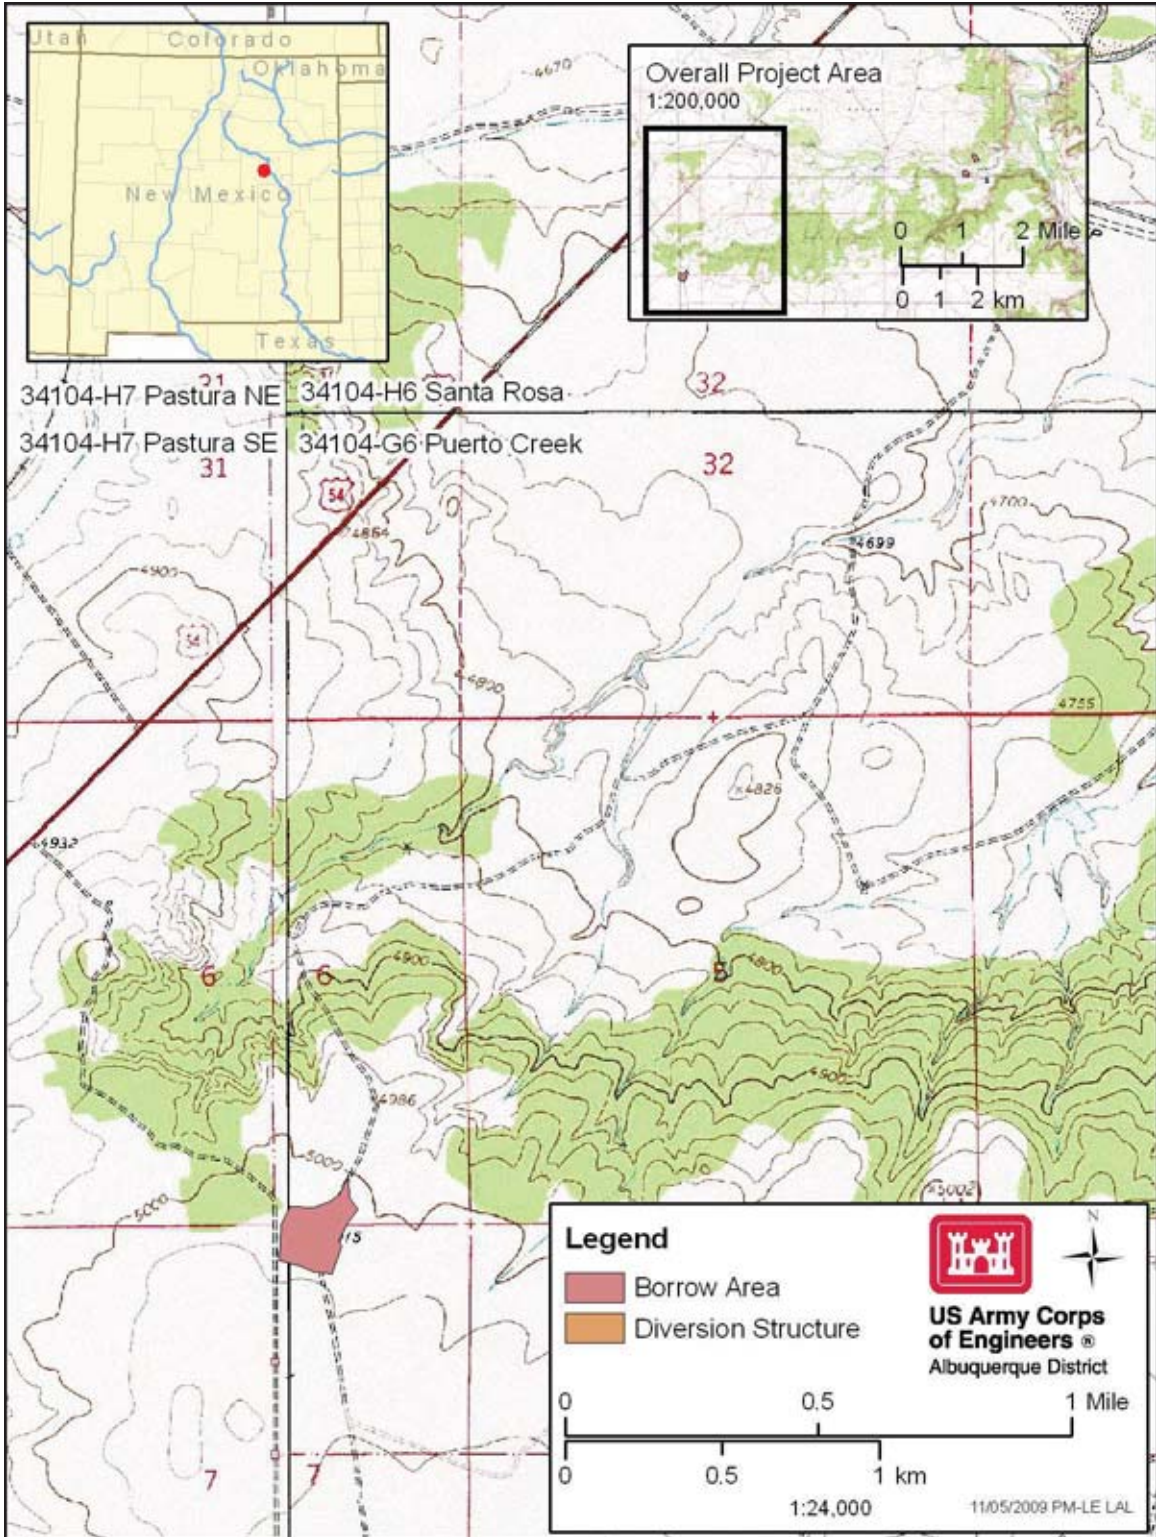 Utah
Colorado
Oklahoma
New Mexico
Texas
4670
Overall Project Area
1:200,000
0 1 2 Mile
0 1 2 km
31
32
34104-H7 Pastura NE
34104-H6 Santa Rosa
34104-H7 Pastura SE
34104-G6 Puerto Creek
31
32
54
4864
4700
4699
4900
54
4800
4755
4826
4932
6
6
4900
5
4800
4900
4986
5000
5000
5002
15
7
7
Legend
Borrow Area
Diversion Structure
N
US Army Corps
of Engineers ®
Albuquerque District
0 0.5 1 Mile
0 0.5 1 km
1:24,000
11/05/2009 PM-LE LAL